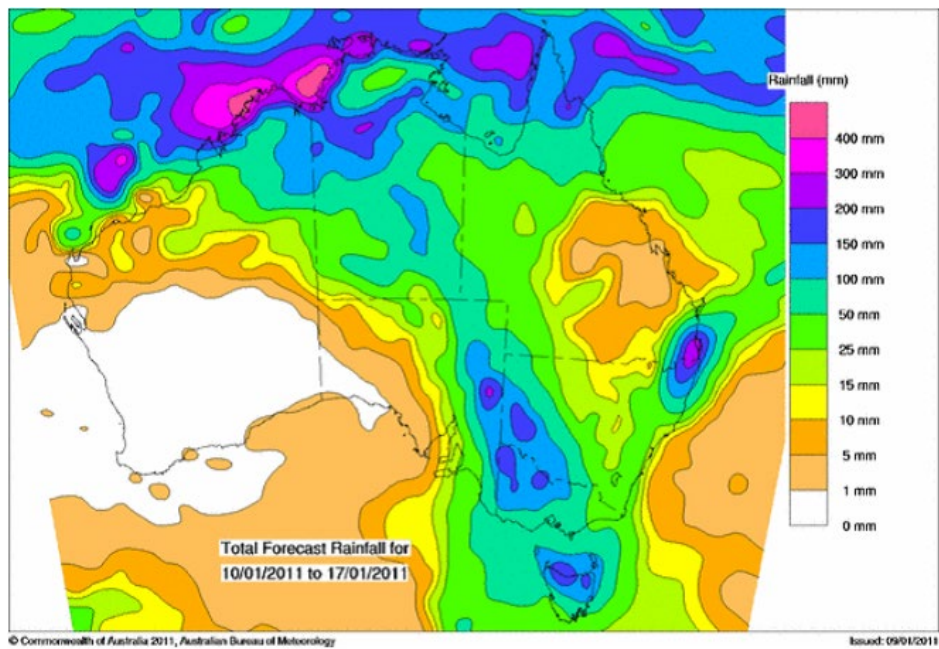 Rainfall (mm)
400 mm
300 mm
200 mm
150 mm
100 mm
50 mm
25 mm
15 mm
10 mm
5 mm
1 mm
0 mm
Total Forecast Rainfall for
10/01/2011 to 17/01/2011
© Commonwealth of Australia 2011, Australian Bureau of Meteorology
Issued: 09/01/2011